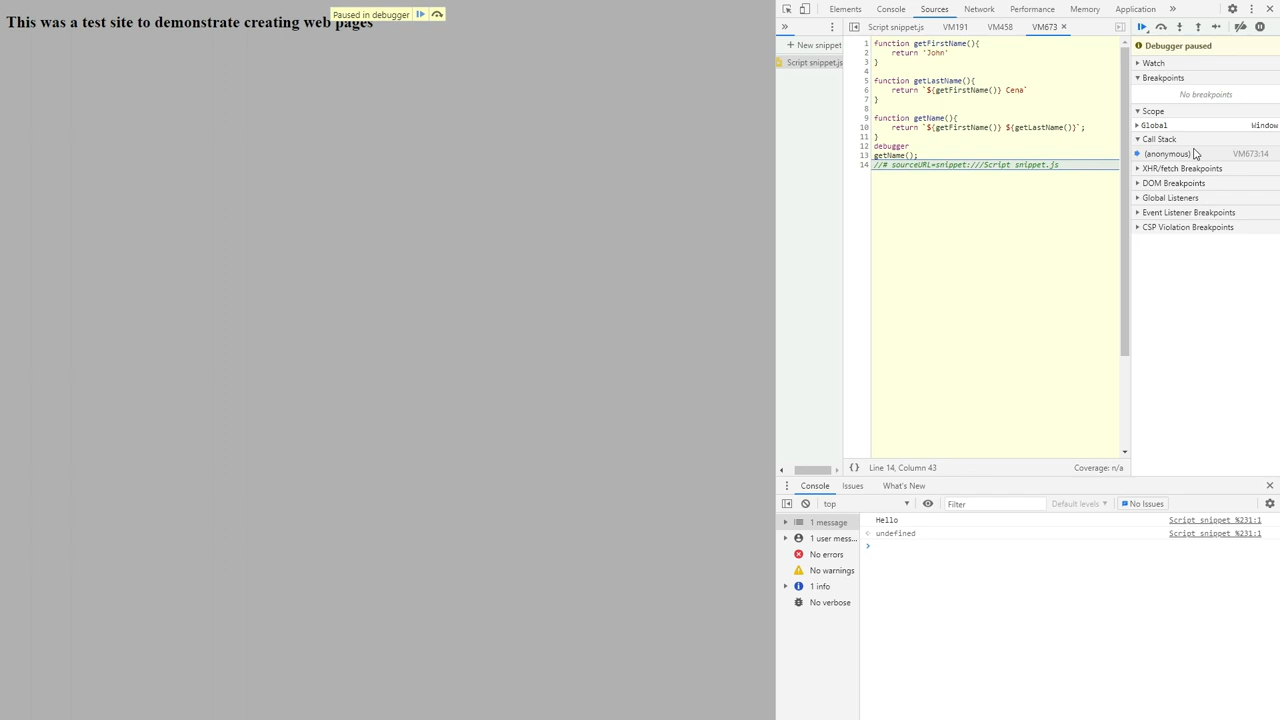 This was a test site to demonstrate creating web pages
Paused in debugger
Elements Console Sources Network Performance Memory Application »
» Script snippet.js VM191 VM458 VM673 ×
+ New snippet
Script snippet.js
1 function getFirstName(){
2 return 'John'
3 }
4
5 function getLastName(){
6 return `${getFirstName()} Cena`
7 }
8
9 function getName(){
10 return `${getFirstName()} ${getLastName()}`;
11 }
12 debugger
13 getName();
14 //# sourceURL=snippet:///Script snippet.js
Debugger paused
Watch
Breakpoints
No breakpoints
Scope
Global Window
Call Stack
(anonymous) VM673:14
XHR/fetch Breakpoints
DOM Breakpoints
Global Listeners
Event Listener Breakpoints
CSP Violation Breakpoints
{} Line 14, Column 43 Coverage: n/a
Console Issues What's New
top Filter Default levels No Issues
1 message
1 user mess...
No errors
No warnings
1 info
No verbose
Hello Script snippet %231:1
undefined Script snippet %231:1